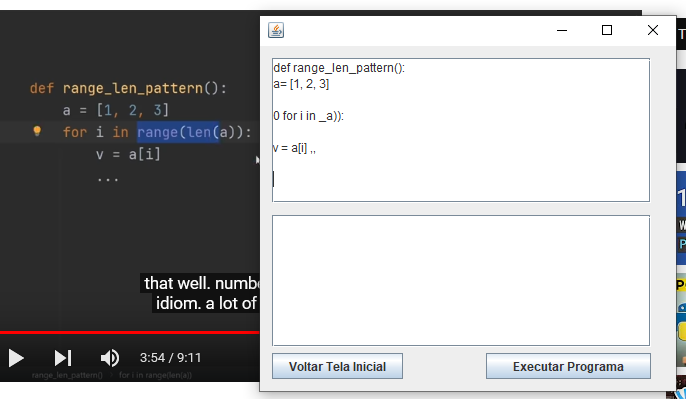 def range_len_pattern():
a = [1, 2, 3]
for i in range(len(a)):
v = a[i]
...
that well. numbe
idiom. a lot of
3:54 / 9:11
range_len_pattern() › for i in range(len(a))
def range_len_pattern():
a= [1, 2, 3]
0 for i in _a)):
v = a[i] ,,
Voltar Tela Inicial
Executar Programa
T
1
W
P